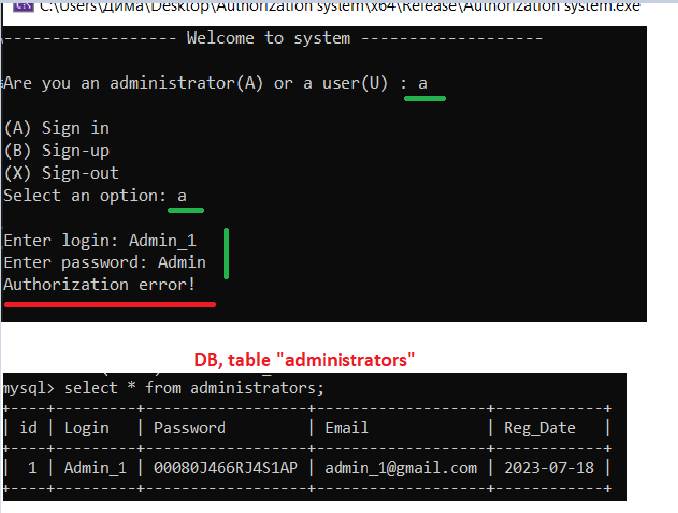 C:\Users\Дима\Desktop\Authorization system\x64\Release\Authorization system.exe
------------------ Welcome to system -------------------
Are you an administrator(A) or a user(U) : a
(A) Sign in
(B) Sign-up
(X) Sign-out
Select an option: a
Enter login: Admin_1
Enter password: Admin
Authorization error!
DB, table "administrators"
mysql> select * from administrators;
+----+---------+-----------------+-------------------+------------+
| id | Login | Password | Email | Reg_Date |
+----+---------+-----------------+-------------------+------------+
| 1 | Admin_1 | 00080J466RJ4S1AP | admin_1@gmail.com | 2023-07-18 |
+----+---------+-----------------+-------------------+------------+